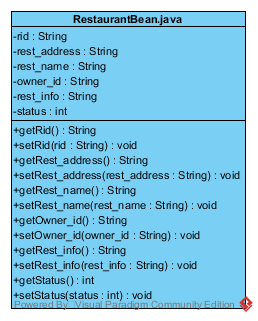 RestaurantBean.java
-rid : String
-rest_address : String
-rest_name : String
-owner_id : String
-rest_info : String
-status : int
+getRid() : String
+setRid(rid : String) : void
+getRest_address() : String
+setRest_address(rest_address : String) : void
+getRest_name() : String
+setRest_name(rest_name : String) : void
+getOwner_id() : String
+setOwner_id(owner_id : String) : void
+getRest_info() : String
+setRest_info(rest_info : String) : void
+getStatus() : int
+setStatus(status : int) : void
Powered By Visual Paradigm Community Edition